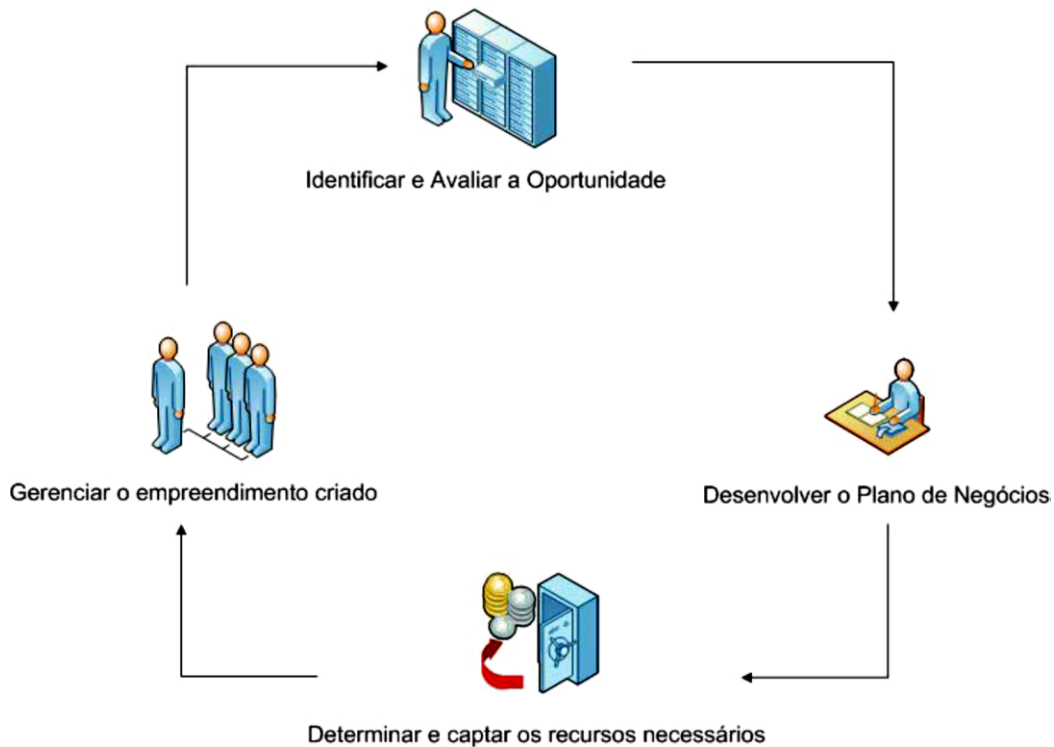 Identificar e Avaliar a Oportunidade
Gerenciar o empreendimento criado
Desenvolver o Plano de Negócios
Determinar e captar os recursos necessários